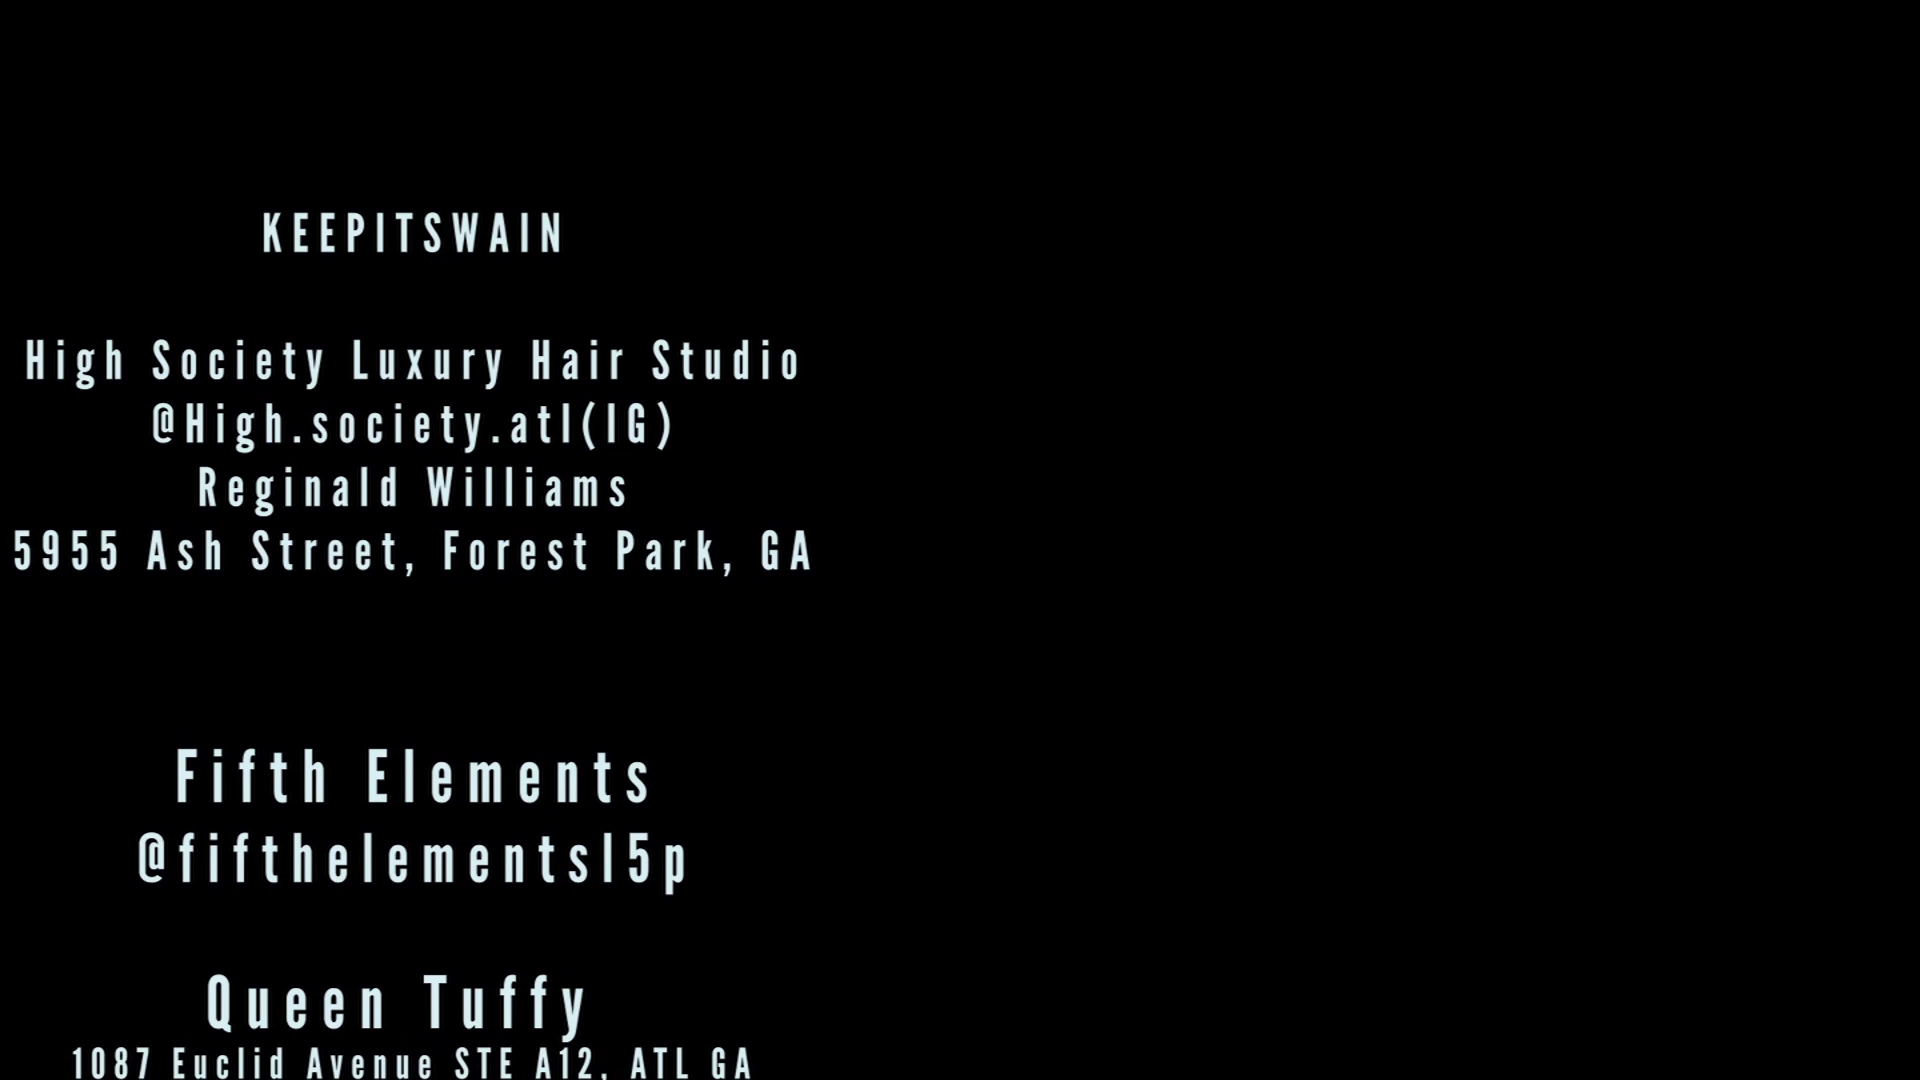 KEEPITSWAIN
High Society Luxury Hair Studio
@High.society.atl(IG)
Reginald Williams
5955 Ash Street, Forest Park, GA
Fifth Elements
@fifthelementsl5p
Queen Tuffy
1087 Euclid Avenue STE A12, ATL GA